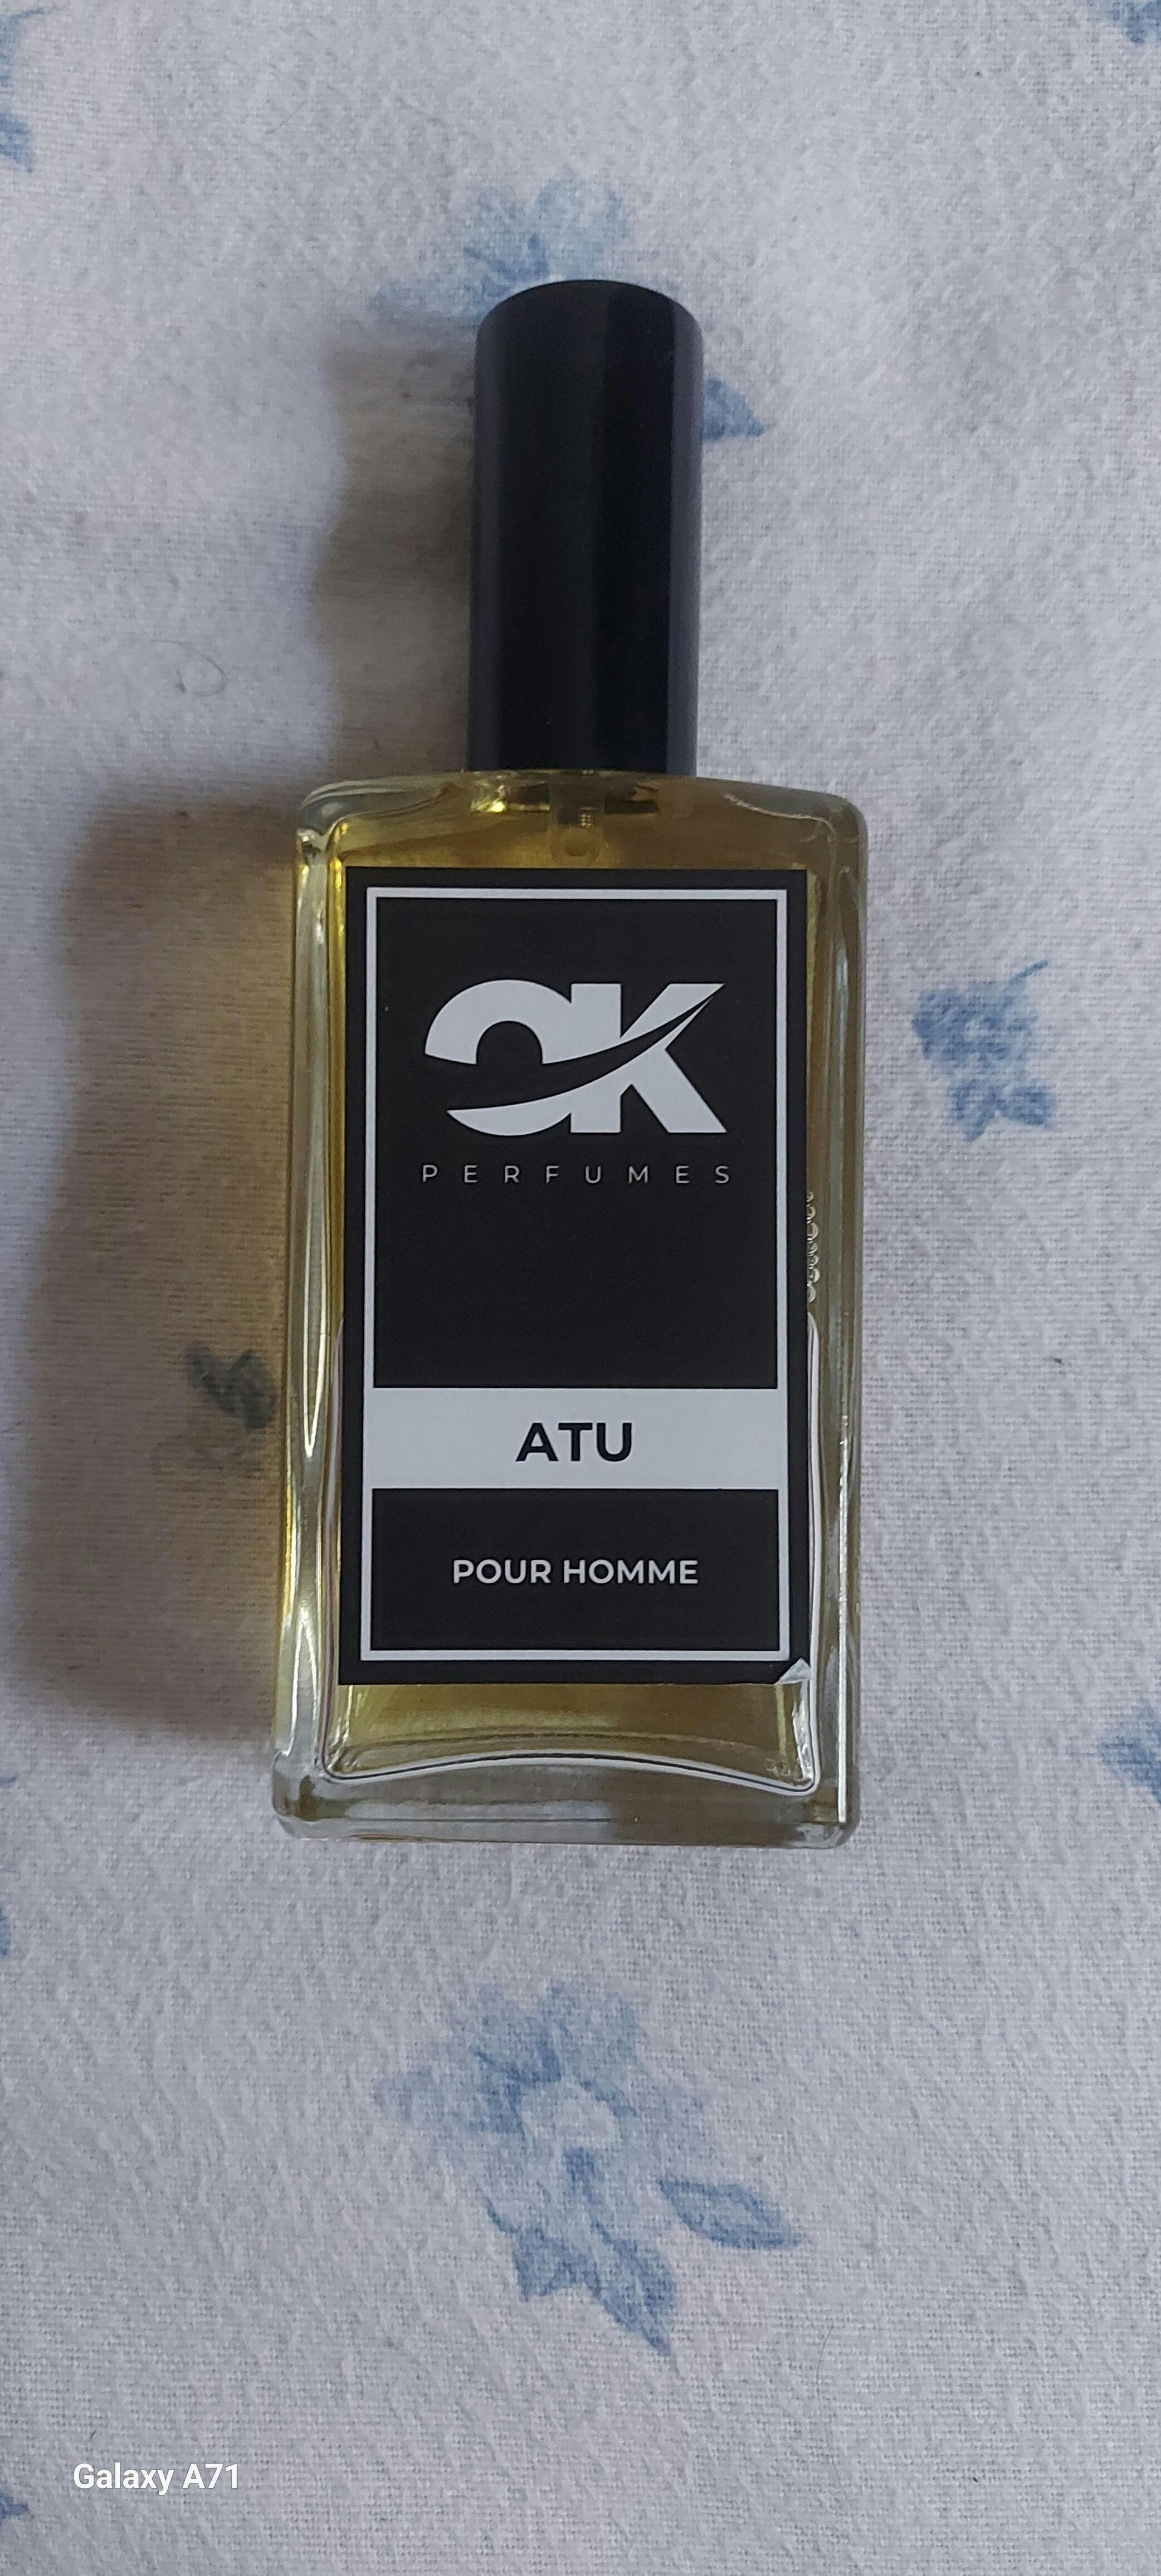 OK
PERFUMES
ATU
POUR HOMME
Galaxy A71